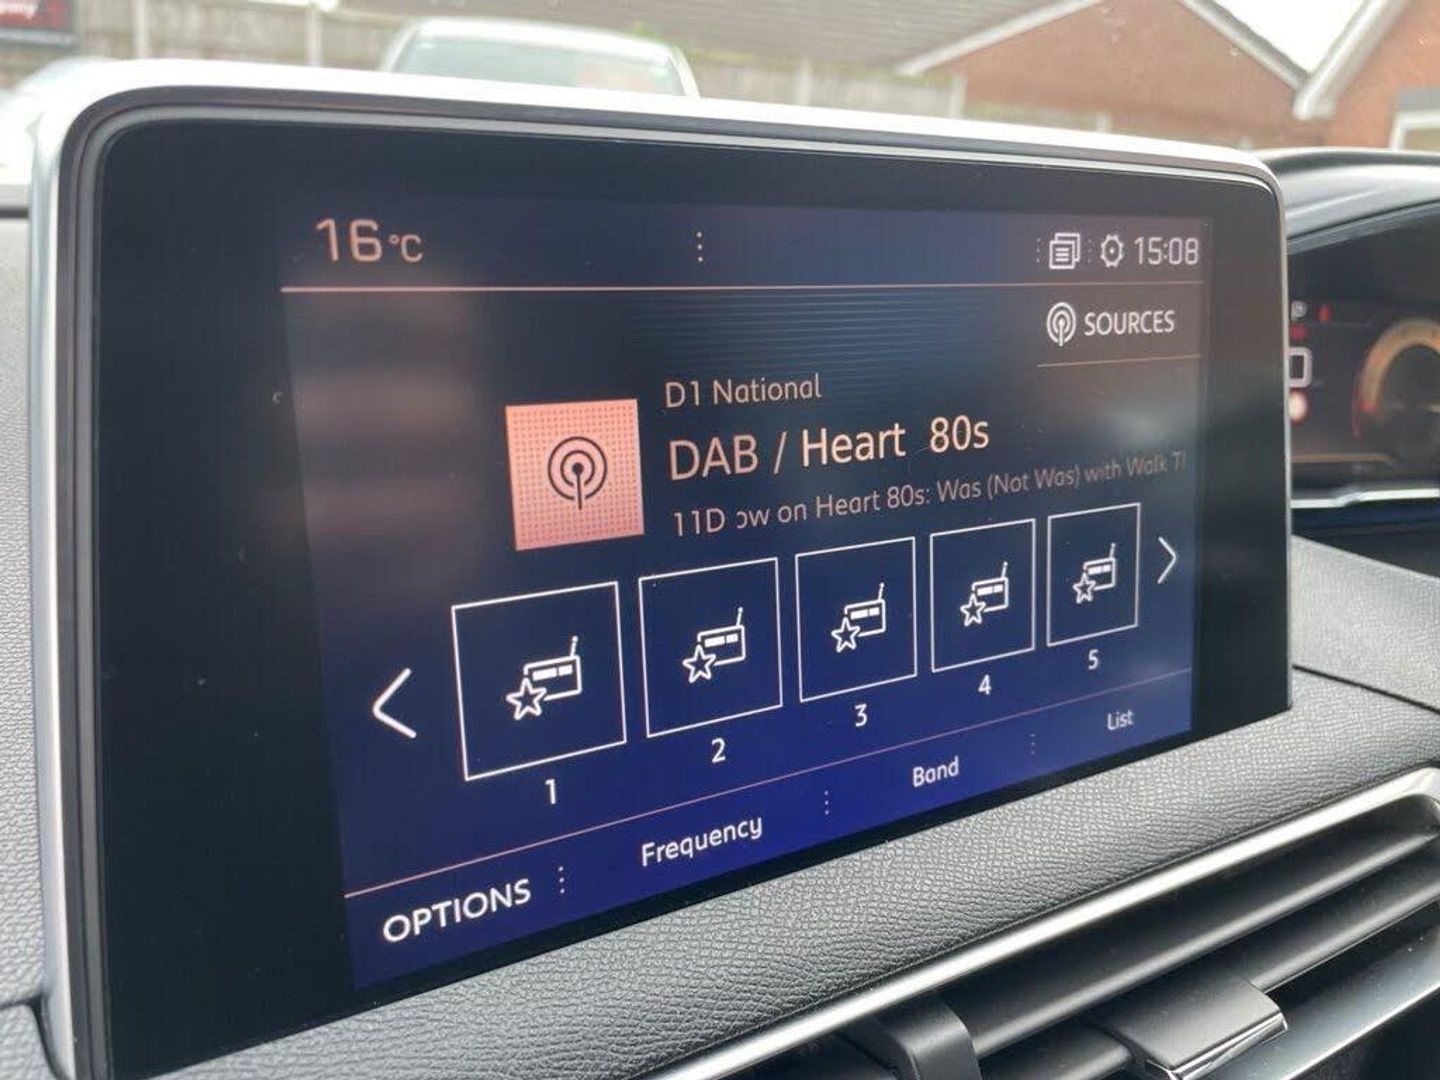 16°C
15:08
SOURCES
D1 National
DAB / Heart 80s
11D ow on Heart 80s: Was (Not Was) with Walk T
1
2
3
4
5
OPTIONS
Frequency
Band
List